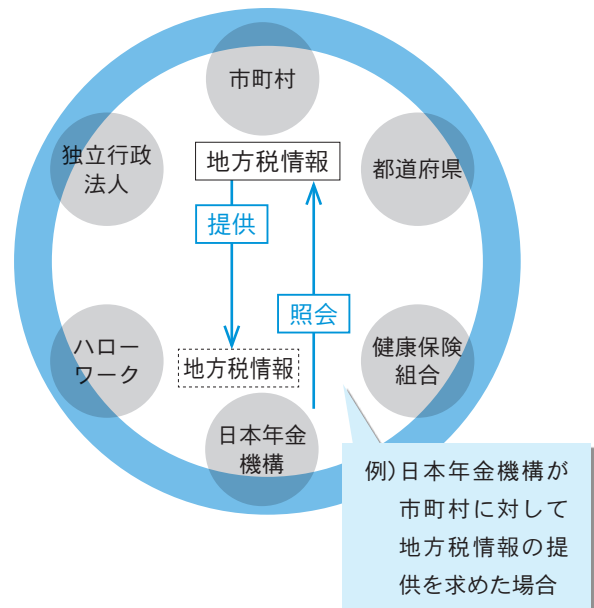 市町村
独立行政
法人
地方税情報
都道府県
提供
照会
ハロー
ワーク
地方税情報
健康保険
組合
日本年金
機構
例)日本年金機構が
市町村に対して
地方税情報の提
供を求めた場合